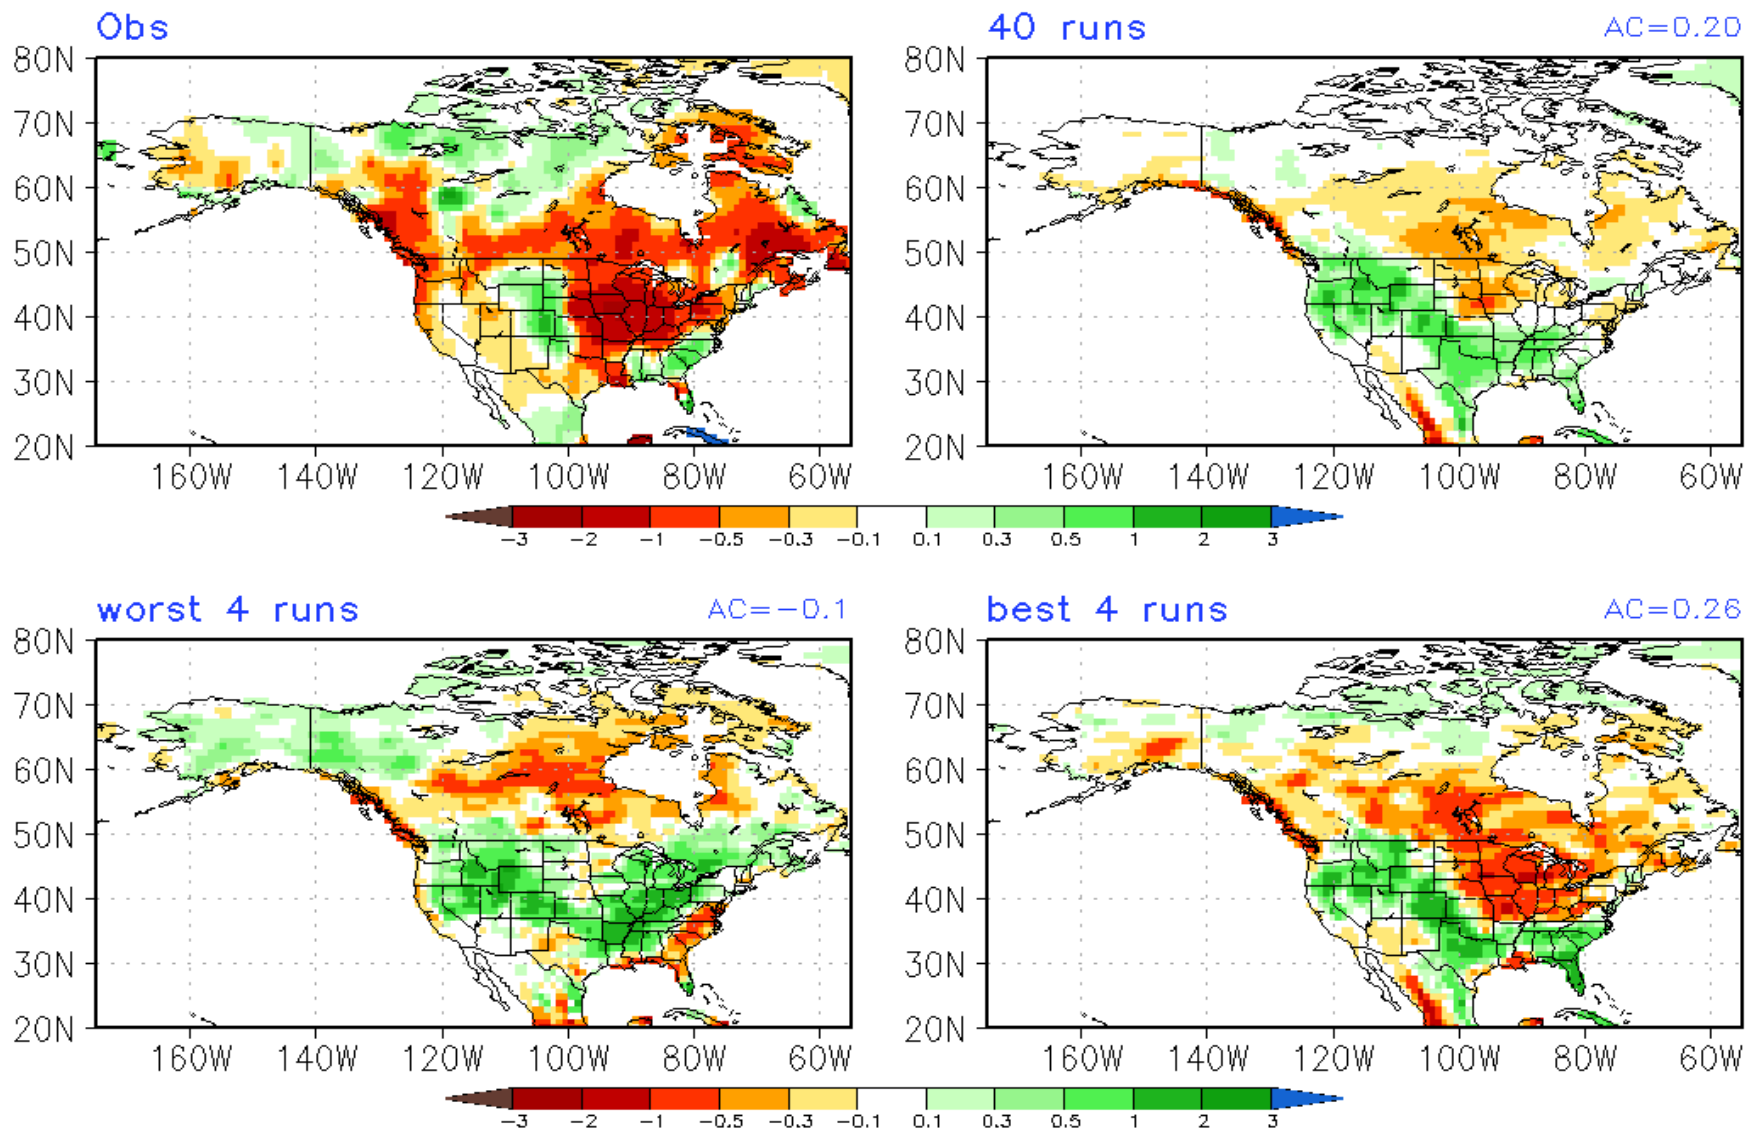 Obs
40 runs AC=0.20
80N 80N
70N 70N
60N 60N
50N 50N
40N 40N
30N 30N
20N 20N
160W 140W 120W 100W 80W 60W 160W 140W 120W 100W 80W 60W
-3 -2 -1 -0.5 -0.3 -0.1 0.1 0.3 0.5 1 2 3
worst 4 runs AC=-0.1
best 4 runs AC=0.26
80N 80N
70N 70N
60N 60N
50N 50N
40N 40N
30N 30N
20N 20N
160W 140W 120W 100W 80W 60W 160W 140W 120W 100W 80W 60W
-3 -2 -1 -0.5 -0.3 -0.1 0.1 0.3 0.5 1 2 3